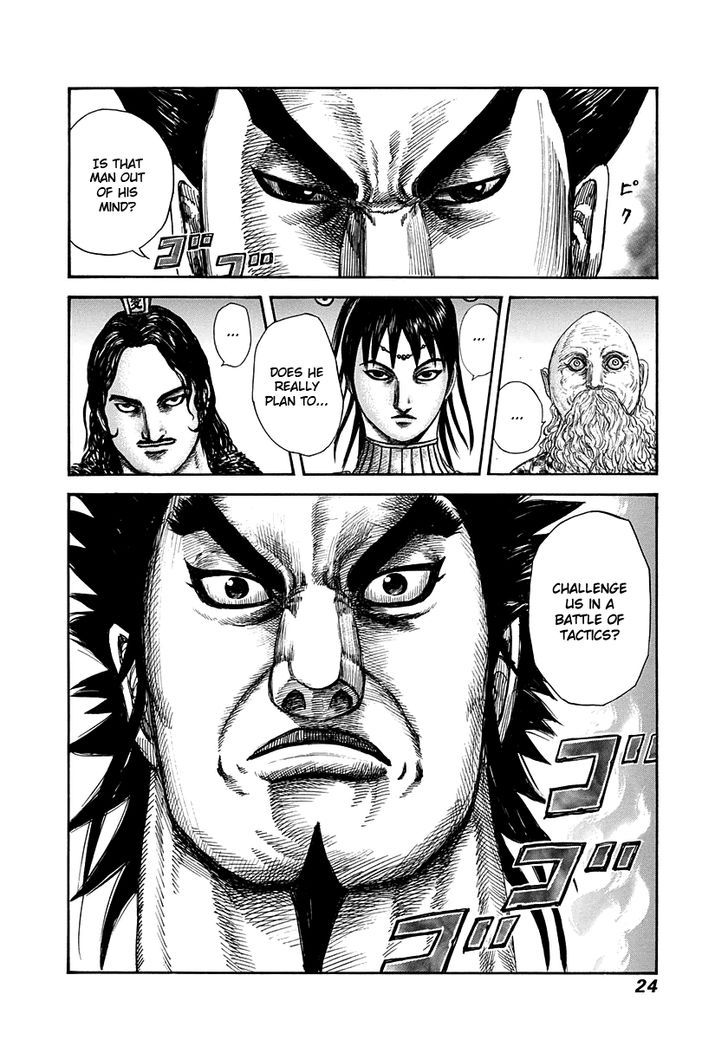 IS THAT
MAN OUT
OF HIS
MIND?
ピク
ゴゴ
...
DOES HE
REALLY
PLAN TO...
...
...
CHALLENGE
US IN A
BATTLE OF
TACTICS?
ゴゴゴゴ
24